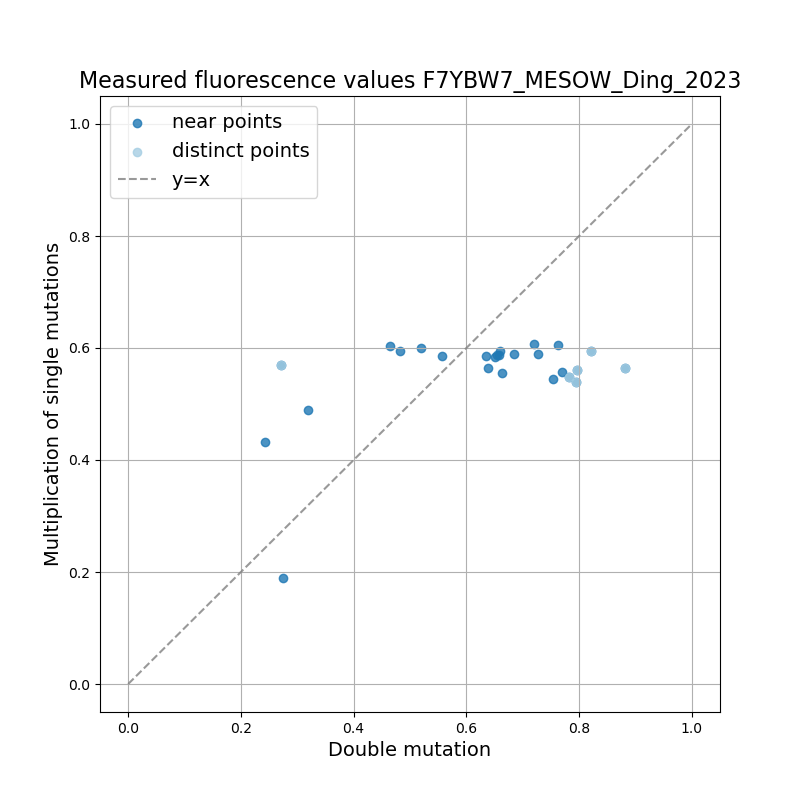 Measured fluorescence values F7YBW7_MESOW_Ding_2023
near points
distinct points
y=x
1.0
0.8
0.6
0.4
0.2
0.0
Multiplication of single mutations
0.0 0.2 0.4 0.6 0.8 1.0
Double mutation